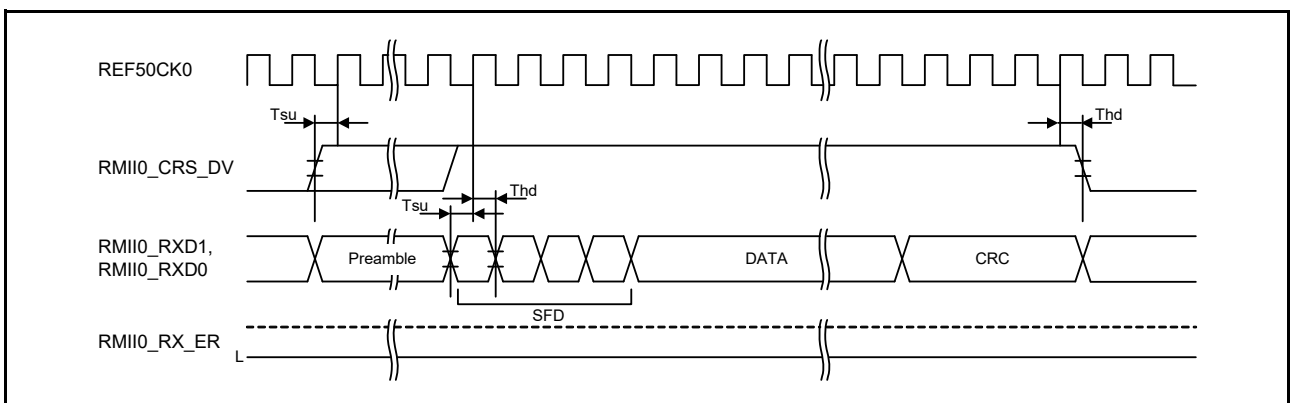 REF50CK0
Tsu
Thd
RMII0_CRS_DV
Thd
Tsu
RMII0_RXD1,
RMII0_RXD0
Preamble
DATA
CRC
SFD
RMII0_RX_ER
L